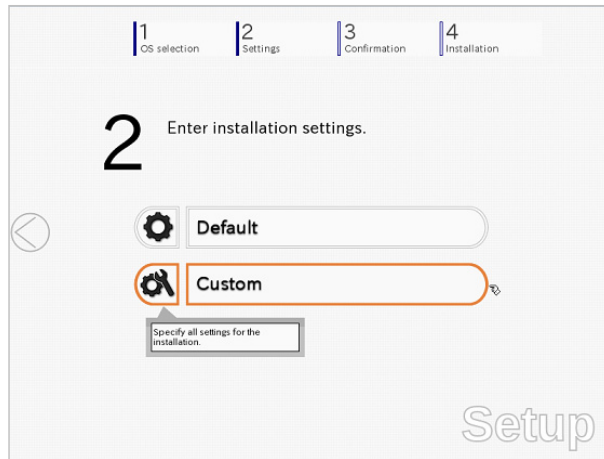 1
OS selection
2
Settings
3
Confirmation
4
Installation
2
Enter installation settings.
Default
Custom
Specify all settings for the
installation.
Setup